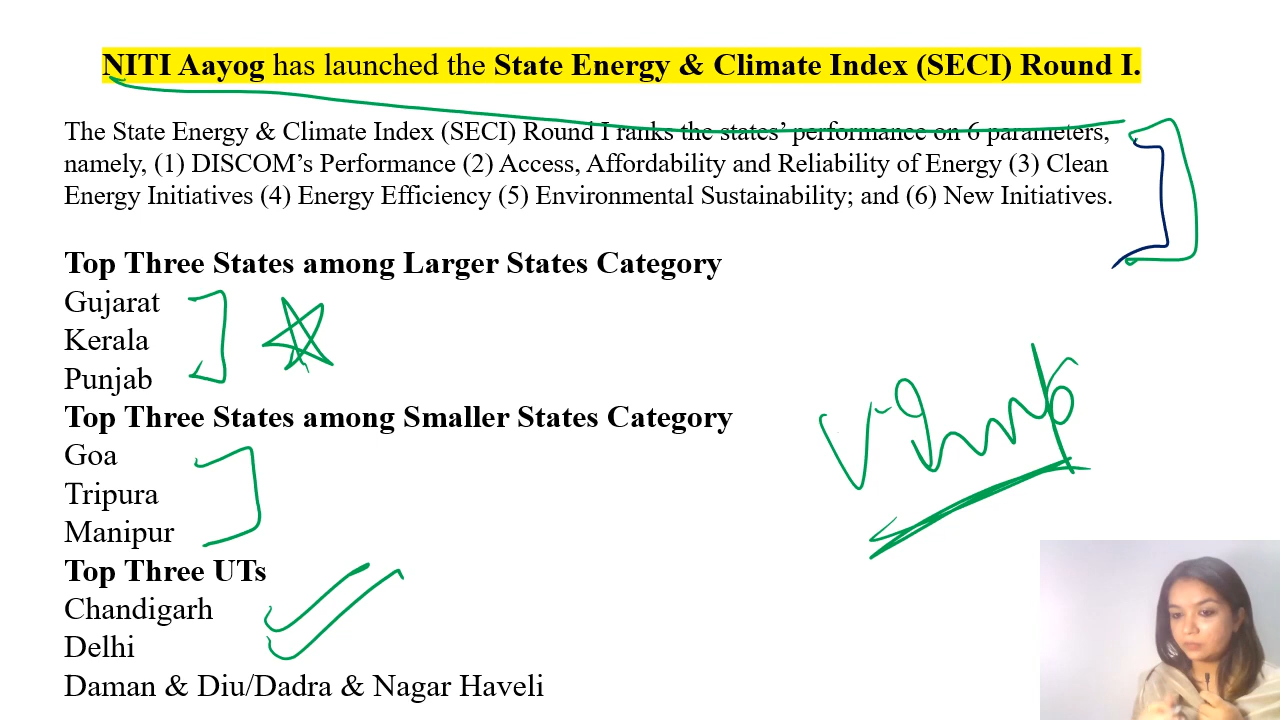 NITI Aayog has launched the State Energy & Climate Index (SECI) Round I.
The State Energy & Climate Index (SECI) Round I ranks the states' performance on 6 parameters,
namely, (1) DISCOM's Performance (2) Access, Affordability and Reliability of Energy (3) Clean
Energy Initiatives (4) Energy Efficiency (5) Environmental Sustainability; and (6) New Initiatives.
Top Three States among Larger States Category
Gujarat
Kerala
Punjab
Top Three States among Smaller States Category
Goa
Tripura
Manipur
Top Three UTs
Chandigarh
Delhi
Daman & Diu/Dadra & Nagar Haveli